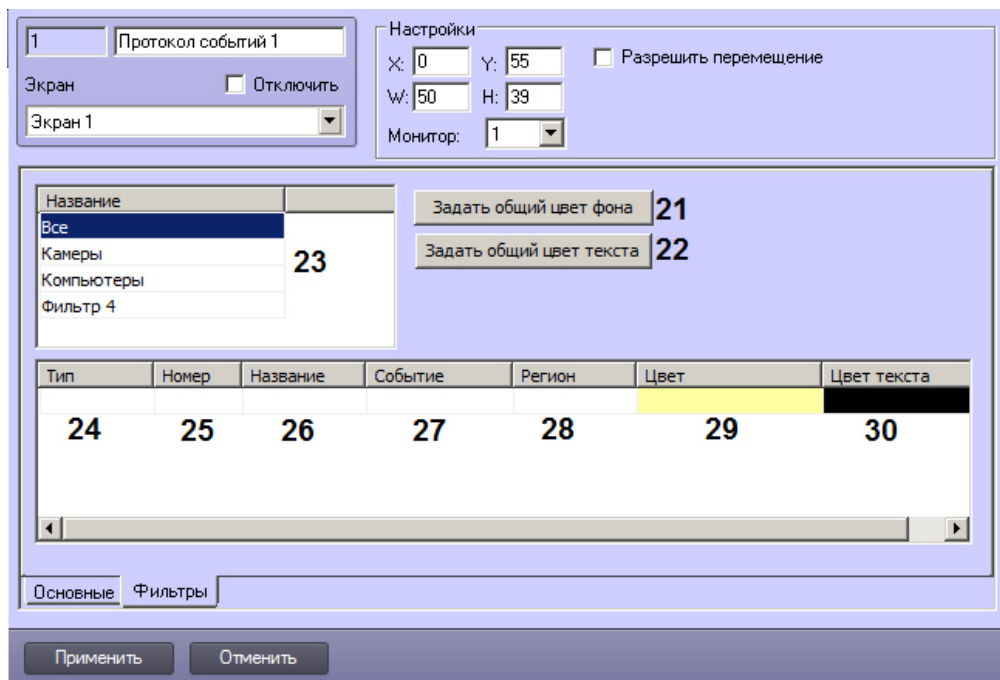 1 Протокол событий 1
Экран Отключить
Экран 1
Настройки
X: 0 Y: 55 Разрешить перемещение
W: 50 H: 39
Монитор: 1
Название
Все
Камеры
Компьютеры
Фильтр 4
23
Задать общий цвет фона 21
Задать общий цвет текста 22
Тип Номер Название Событие Регион Цвет Цвет текста
24 25 26 27 28 29 30
Основные Фильтры
Применить Отменить